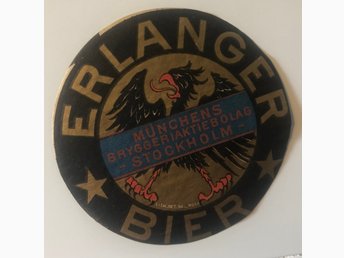 ERLANGER
MÜNCHENS
BRYGGERIAKTIEBOLAG
- STOCKHOLM -
BIER